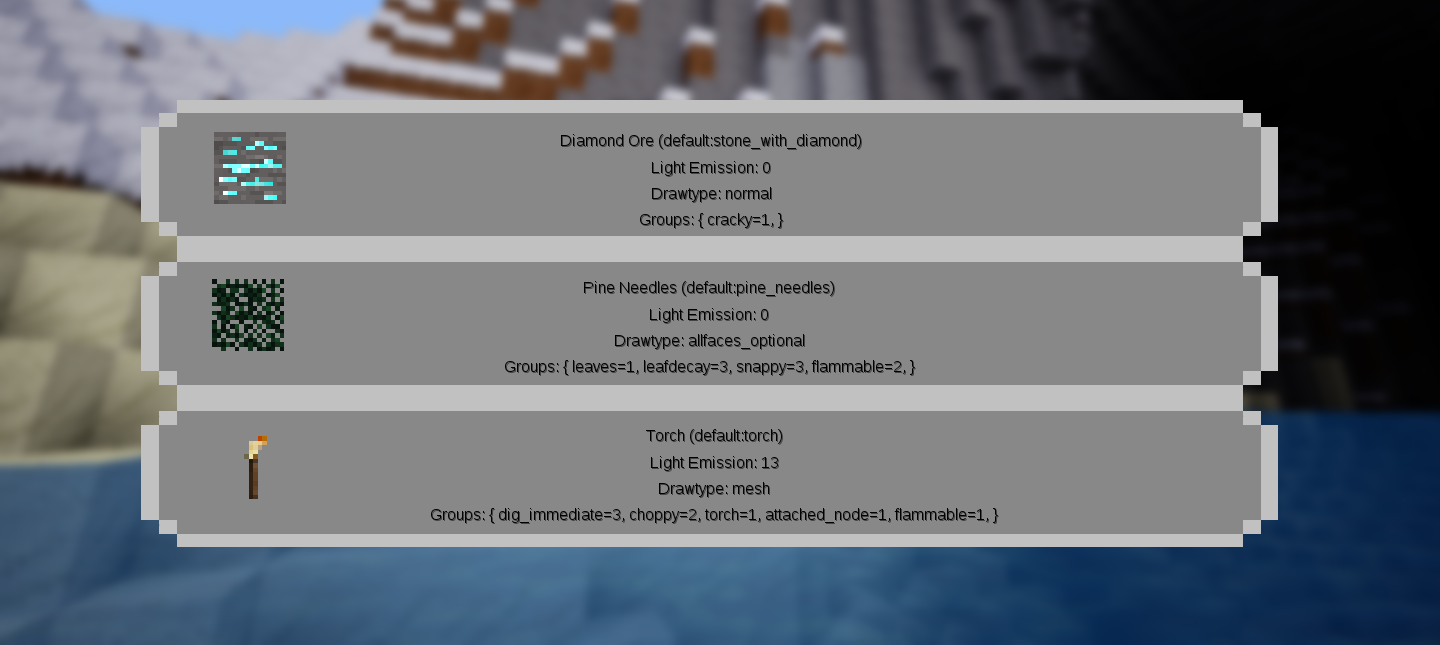 Diamond Ore (default:stone_with_diamond)
Light Emission: 0
Drawtype: normal
Groups: { cracky=1, }
Pine Needles (default:pine_needles)
Light Emission: 0
Drawtype: allfaces_optional
Groups: { leaves=1, leafdecay=3, snappy=3, flammable=2, }
Torch (default:torch)
Light Emission: 13
Drawtype: mesh
Groups: { dig_immediate=3, choppy=2, torch=1, attached_node=1, flammable=1, }